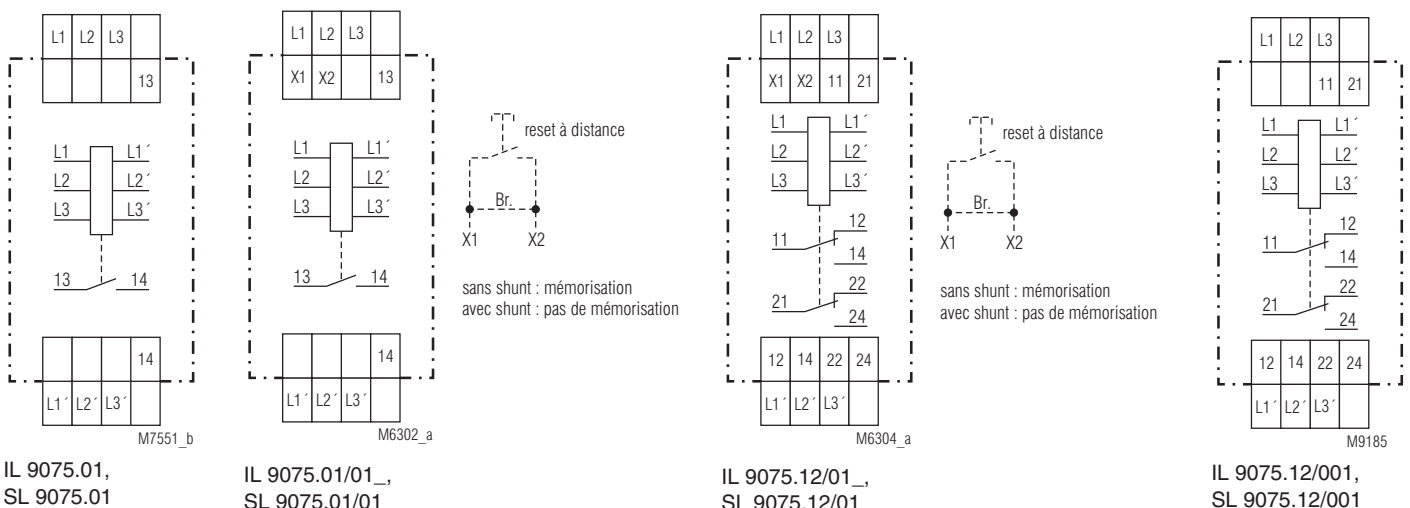 L1 L2 L3
13
L1 L1´
L2 L2´
L3 L3´
13 14
14
L1´ L2´ L3´
M7551_b
IL 9075.01,
SL 9075.01
L1 L2 L3
X1 X2 13
L1 L1´
L2 L2´
L3 L3´
13 14
14
L1´ L2´ L3´
M6302_a
reset à distance
Br.
X1 X2
sans shunt : mémorisation
avec shunt : pas de mémorisation
IL 9075.01/01_,
SL 9075.01/01
L1 L2 L3
X1 X2 11 21
L1 L1´
L2 L2´
L3 L3´
12
11
14
22
21
24
12 14 22 24
L1´ L2´ L3´
M6304_a
reset à distance
Br.
X1 X2
sans shunt : mémorisation
avec shunt : pas de mémorisation
IL 9075.12/01_,
SL 9075.12/01
L1 L2 L3
11 21
L1 L1´
L2 L2´
L3 L3´
12
11
14
22
21
24
12 14 22 24
L1´ L2´ L3´
M9185
IL 9075.12/001,
SL 9075.12/001